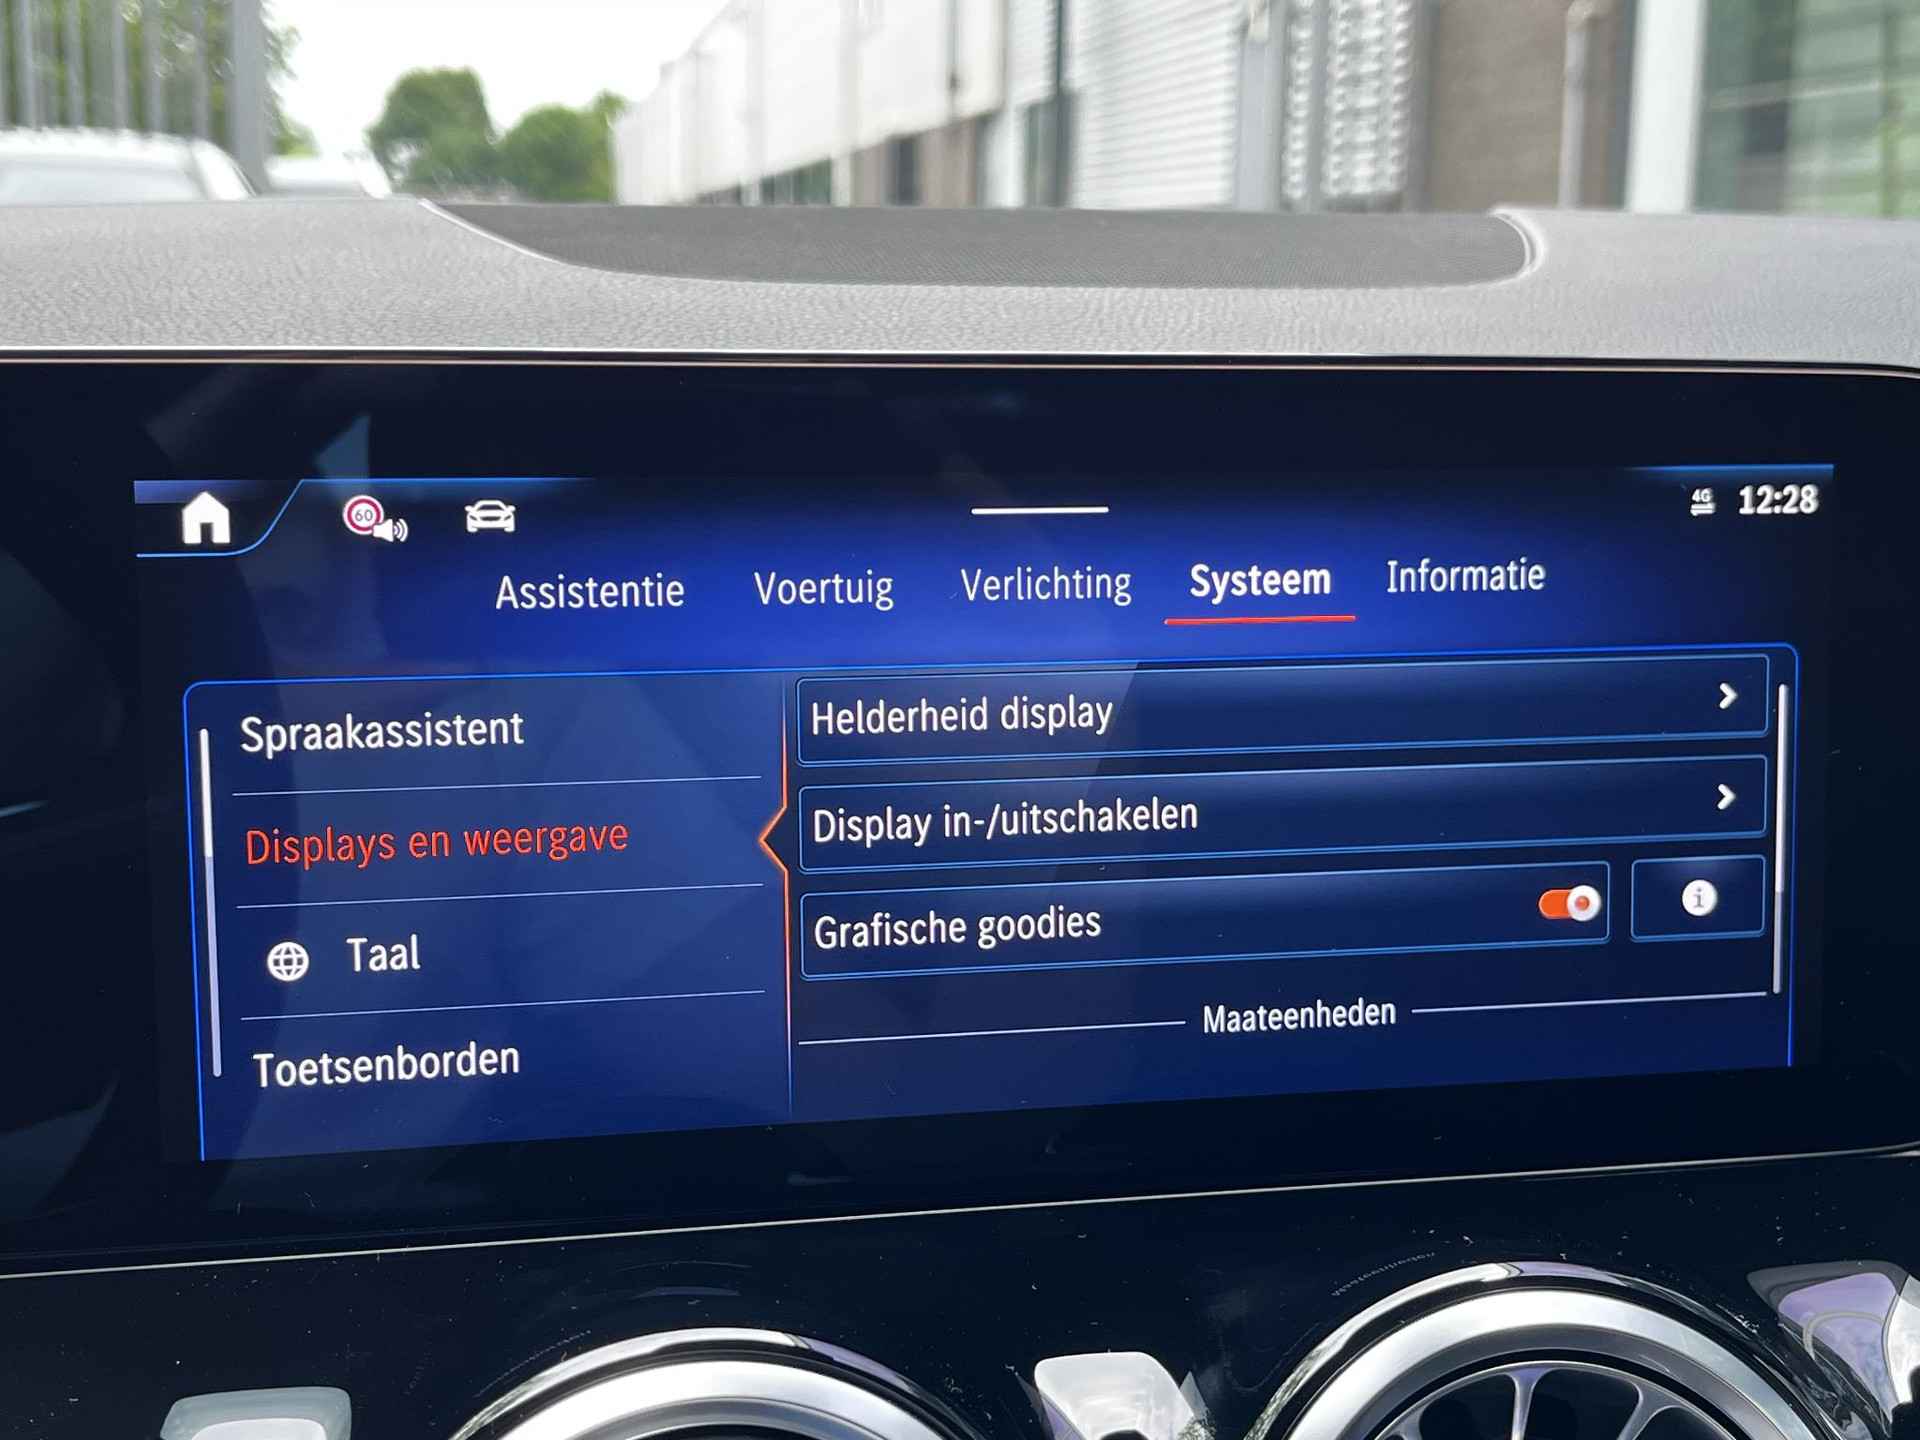 60
4G
12:28
Assistentie
Voertuig
Verlichting
Systeem
Informatie
Spraakassistent
Displays en weergave
Taal
Toetsenborden
Helderheid display
Display in-/uitschakelen
Grafische goodies
i
Maateenheden